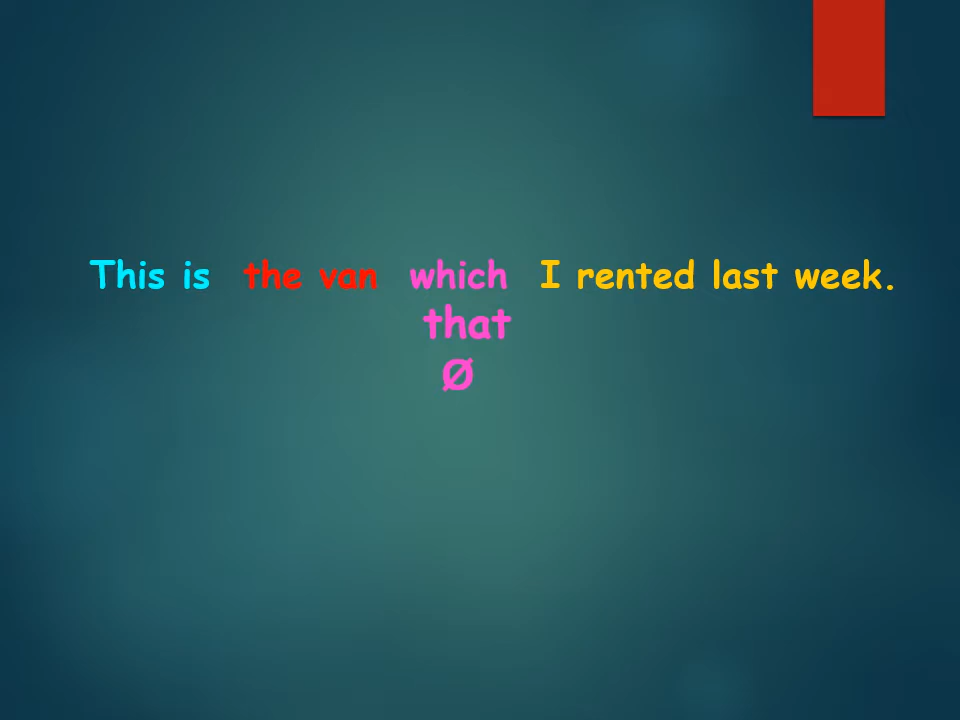 This is the van which I rented last week.
that
Ø